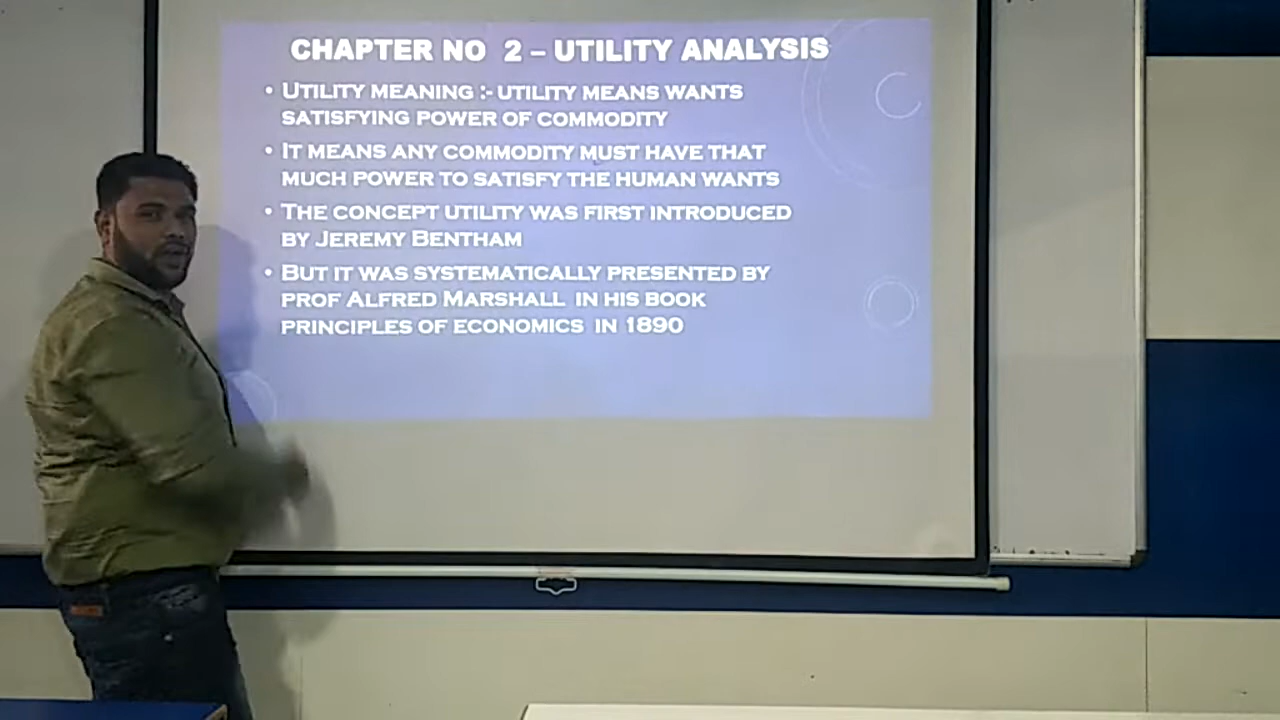 CHAPTER NO 2 – UTILITY ANALYSIS
• UTILITY MEANING :- UTILITY MEANS WANTS
SATISFYING POWER OF COMMODITY
• IT MEANS ANY COMMODITY MUST HAVE THAT
MUCH POWER TO SATISFY THE HUMAN WANTS
• THE CONCEPT UTILITY WAS FIRST INTRODUCED
BY JEREMY BENTHAM
• BUT IT WAS SYSTEMATICALLY PRESENTED BY
PROF ALFRED MARSHALL IN HIS BOOK
PRINCIPLES OF ECONOMICS IN 1890